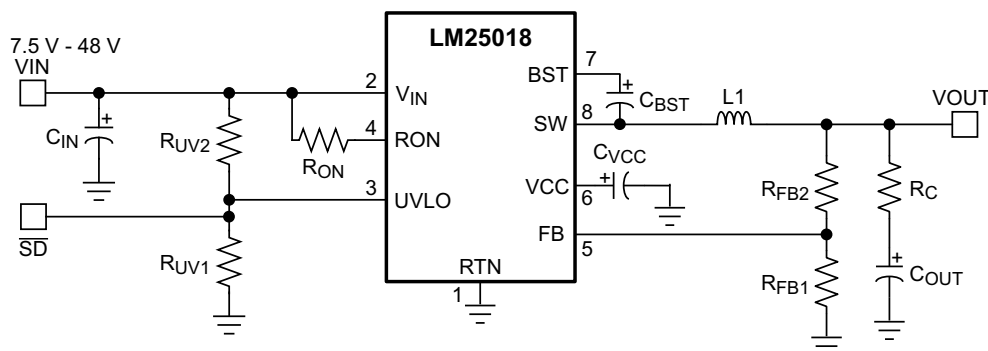 7.5 V - 48 V
VIN
LM25018
7
BST
2
VIN
+
CBST
8
L1
VOUT
SW
+
CIN
RUV2
4
RON
RON
CVCC
+
VCC
6
RFB2
RC
3
UVLO
SD
FB
5
RUV1
RTN
1
RFB1
+
COUT